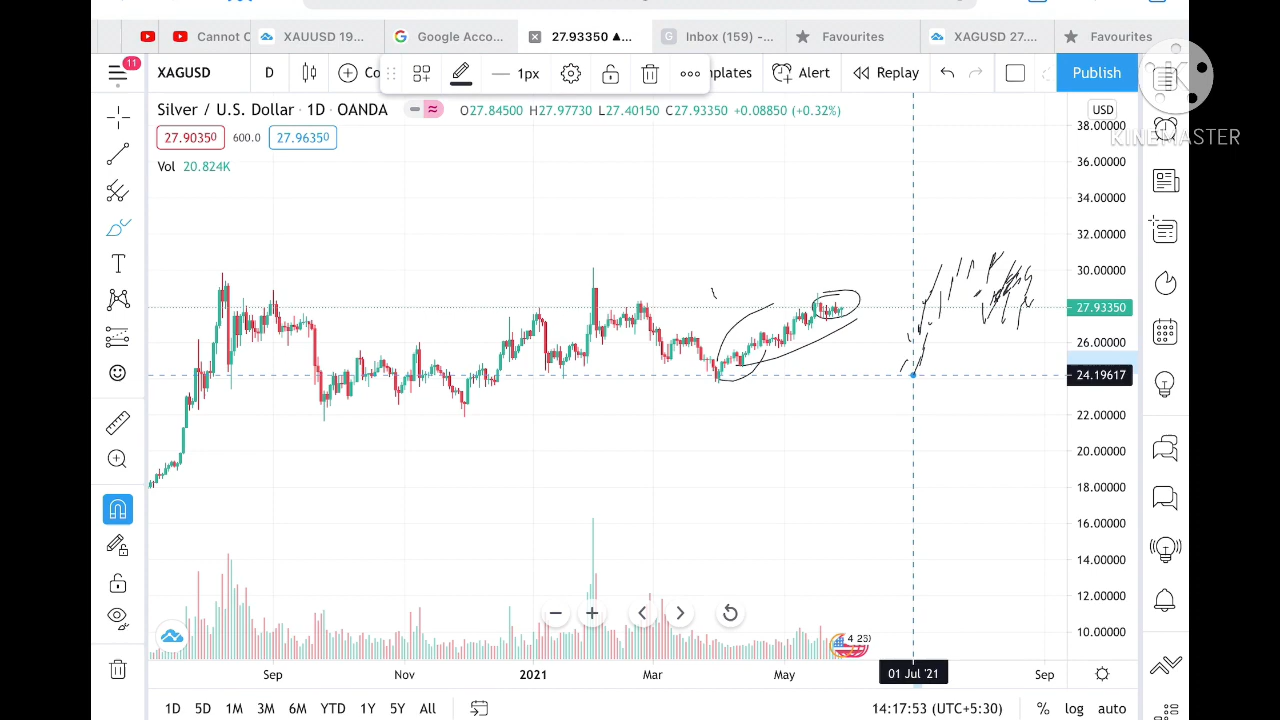 Cannot C
XAUUSD 19...
Google Acco...
27.93350 ▲...
Inbox (159) -...
Favourites
XAGUSD 27....
Favourites
11
XAGUSD
D
Co
1px
mplates
Alert
Replay
Publish
KINEMASTER
Silver / U.S. Dollar · 1D · OANDA
O27.84500 H27.97730 L27.40150 C27.93350 +0.08850 (+0.32%)
USD
27.90350
600.0
27.96350
Vol 20.824K
38.00000
36.00000
34.00000
32.00000
30.00000
27.93350
26.00000
24.19617
22.00000
20.00000
18.00000
16.00000
14.00000
12.00000
10.00000
4 23)
Sep
Nov
2021
Mar
May
01 Jul '21
Sep
1D 5D 1M 3M 6M YTD 1Y 5Y All
14:17:53 (UTC+5:30)
% log auto